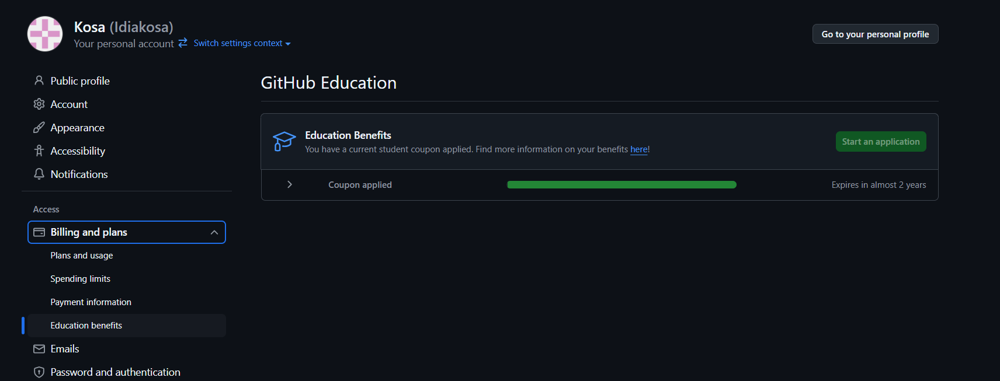 Kosa (Idiakosa)
Your personal account Switch settings context
Go to your personal profile
Public profile
Account
Appearance
Accessibility
Notifications
Access
Billing and plans
Plans and usage
Spending limits
Payment information
Education benefits
Emails
Password and authentication
GitHub Education
Education Benefits
You have a current student coupon applied. Find more information on your benefits here!
Start an application
Coupon applied
Expires in almost 2 years